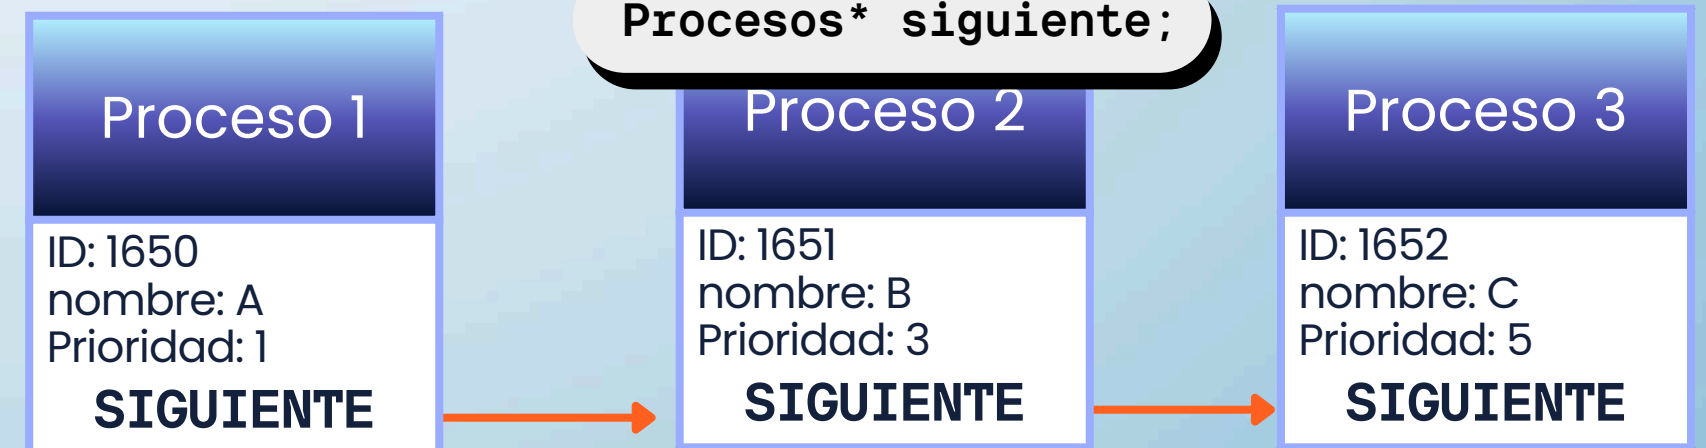 Procesos* siguiente;
Proceso 1
ID: 1650
nombre: A
Prioridad: 1
SIGUIENTE
Proceso 2
ID: 1651
nombre: B
Prioridad: 3
SIGUIENTE
Proceso 3
ID: 1652
nombre: C
Prioridad: 5
SIGUIENTE